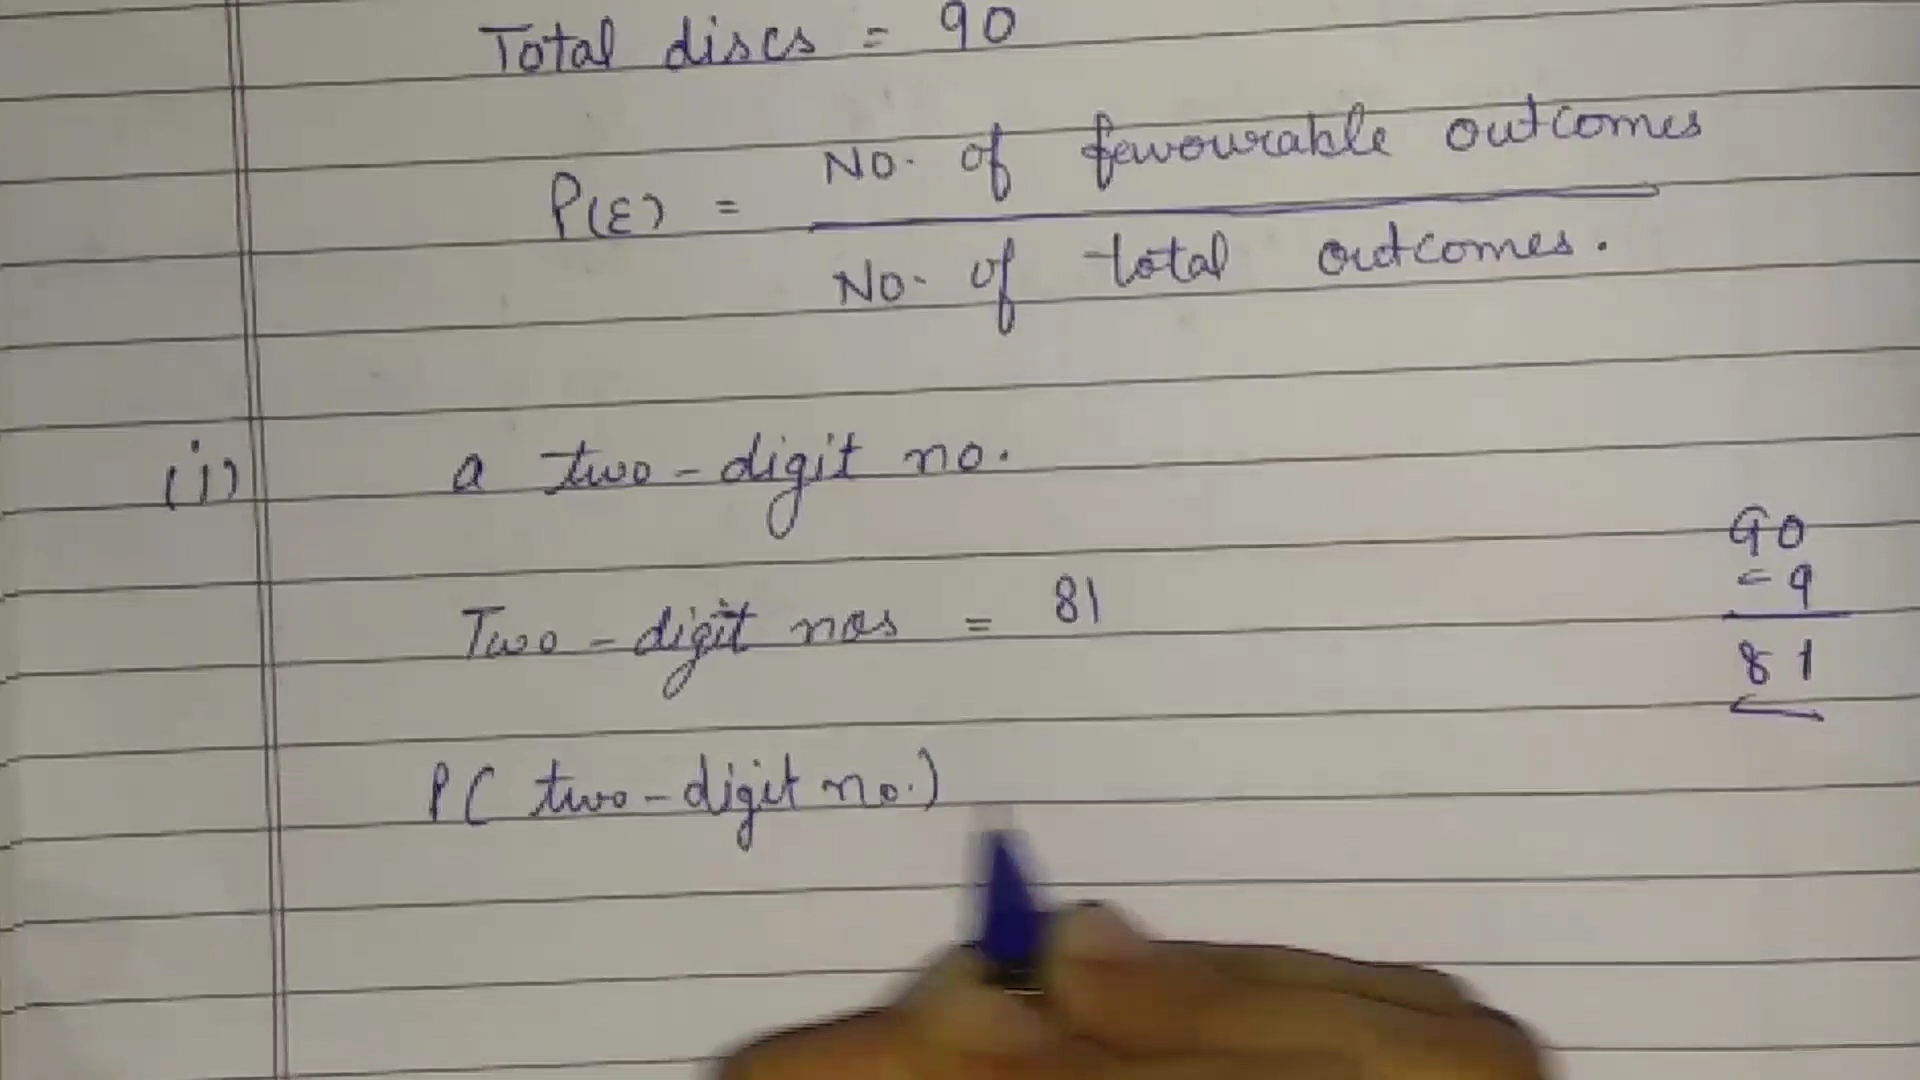 Total discs = 90
No. of favourable outcomes
P(E) =
No. of total outcomes.
(i) a two-digit no.
90
- 9
Two-digit nos = 81
81
P( two-digit no.)